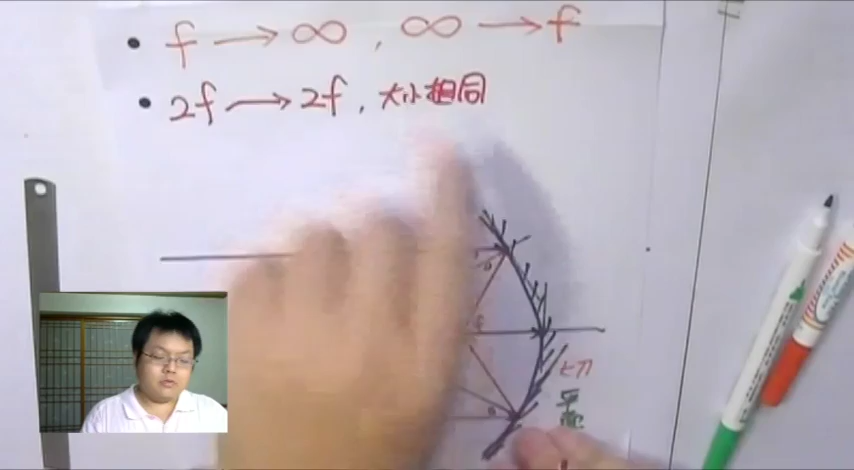 • f → ∞ , ∞ → f
• 2f → 2f , 大小相同